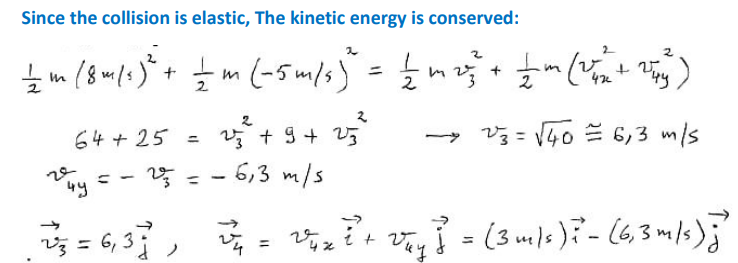 Since the collision is elastic, The kinetic energy is conserved:
½ m (8 m/s)² + ½ m (-5 m/s)² = ½ m v₃² + ½ m (v₄ₓ² + v₄y²)
64 + 25 = v₃² + 9 + v₃² → v₃ = √40 ≅ 6,3 m/s
v₄y = - v₃ = - 6,3 m/s
v⃗₃ = 6,3 j⃗ , v⃗₄ = v₄ₓ i⃗ + v₄y j⃗ = (3 m/s) i⃗ - (6,3 m/s) j⃗